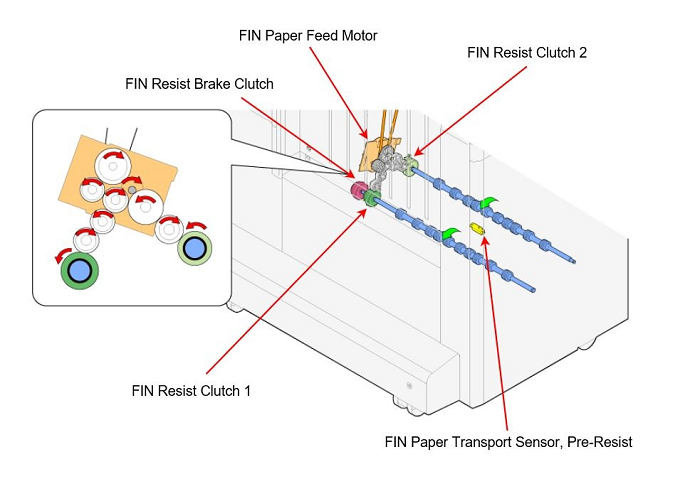 FIN Paper Feed Motor
FIN Resist Clutch 2
FIN Resist Brake Clutch
FIN Resist Clutch 1
FIN Paper Transport Sensor, Pre-Resist